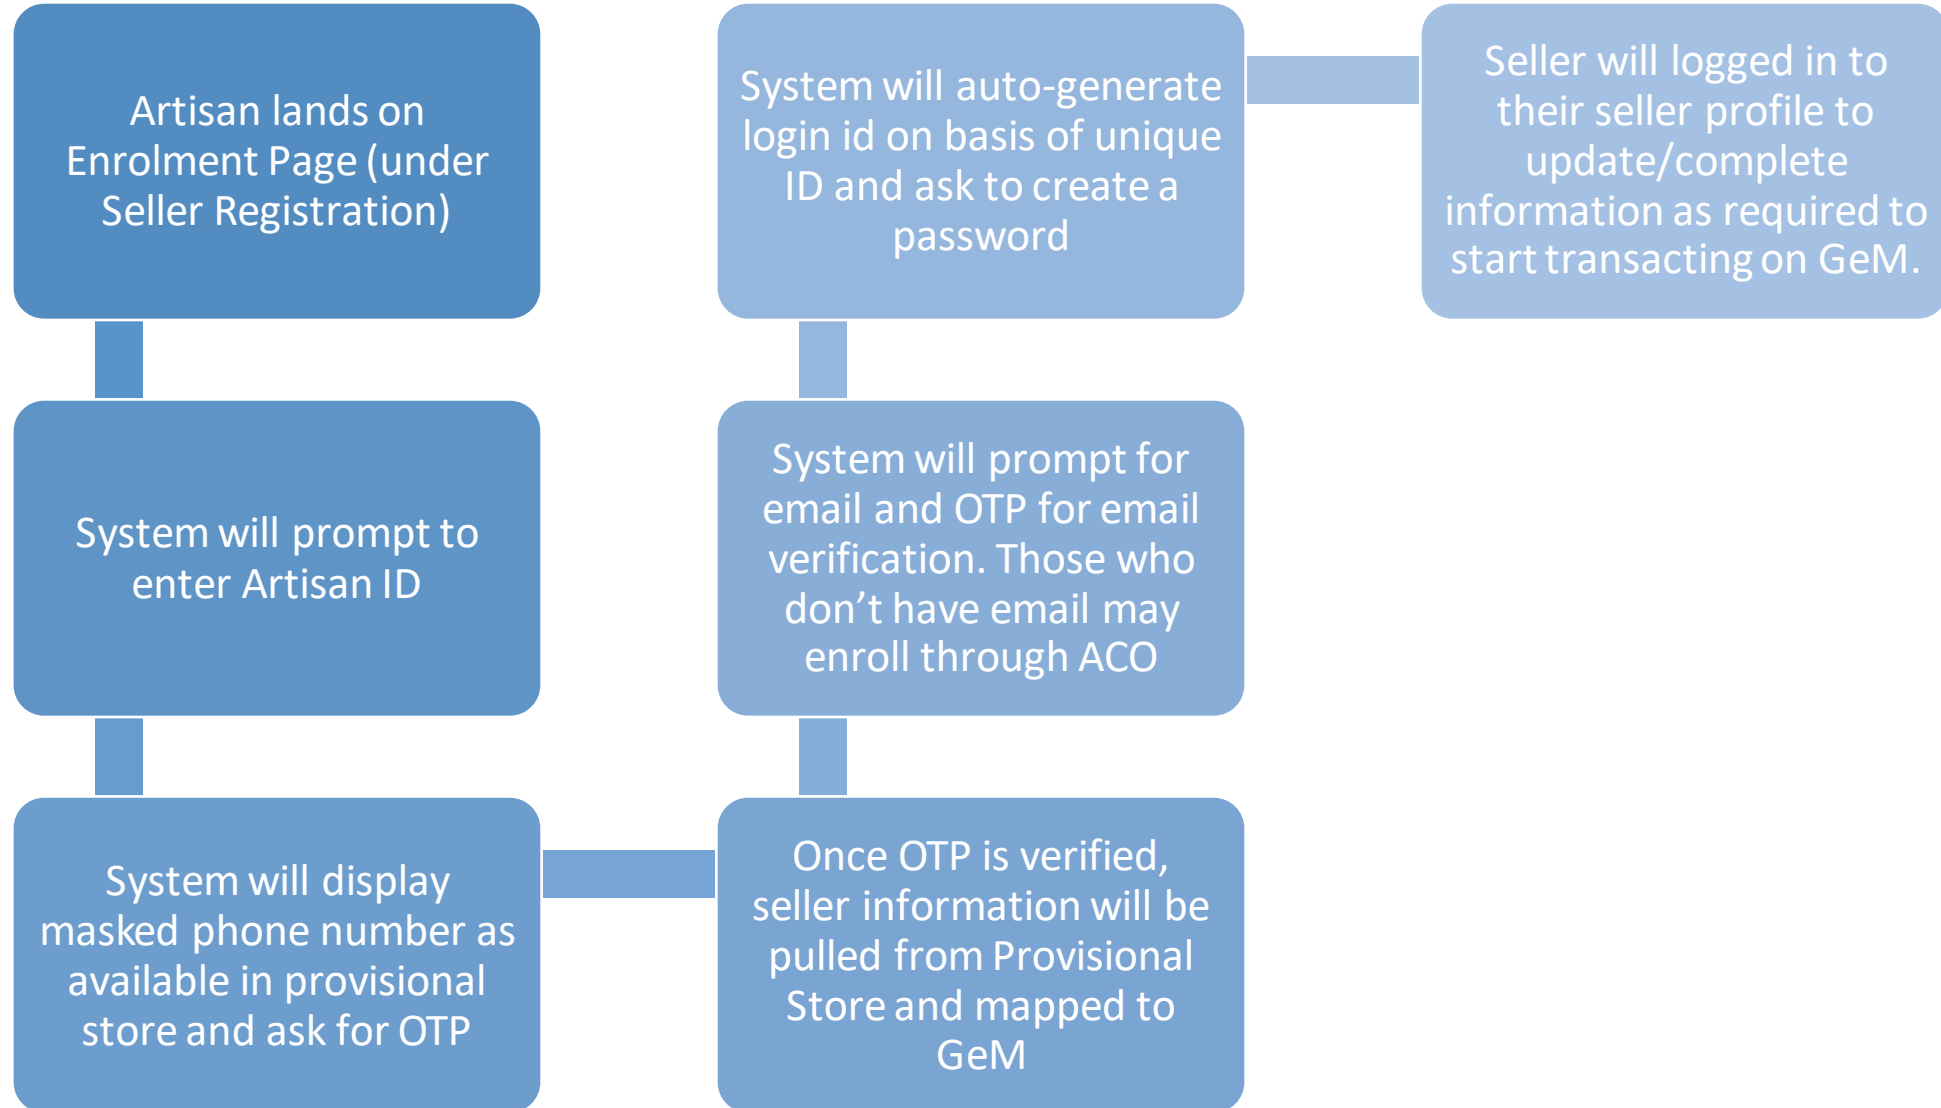 Artisan lands on
Enrolment Page (under
Seller Registration)
System will prompt to
enter Artisan ID
System will display
masked phone number as
available in provisional
store and ask for OTP
Once OTP is verified,
seller information will be
pulled from Provisional
Store and mapped to
GeM
System will prompt for
email and OTP for email
verification. Those who
don’t have email may
enroll through ACO
System will auto-generate
login id on basis of unique
ID and ask to create a
password
Seller will logged in to
their seller profile to
update/complete
information as required to
start transacting on GeM.